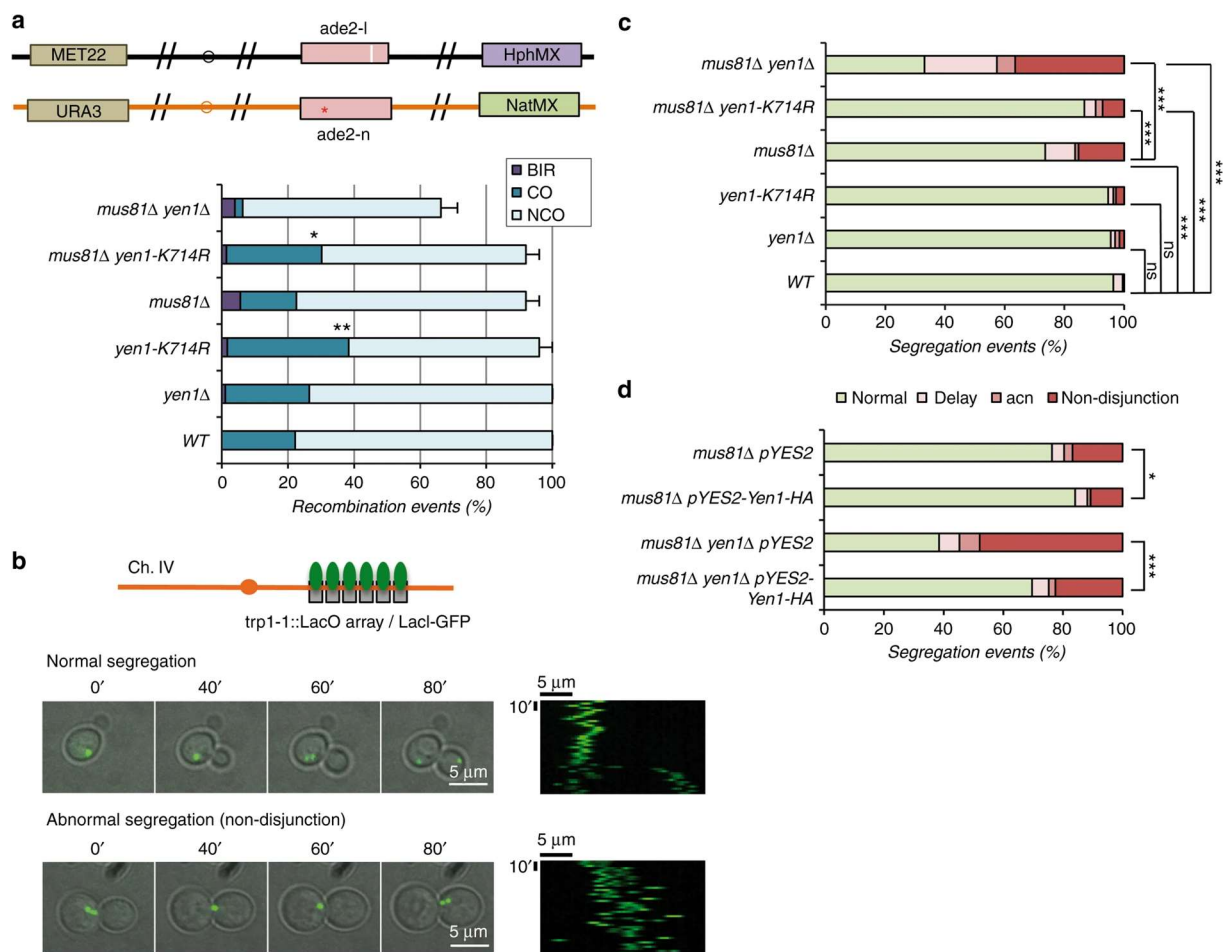 a
ade2-I
MET22
HphMX
URA3
NatMX
ade2-n
BIR
CO
NCO
mus81Δ yen1Δ
*
mus81Δ yen1-K714R
mus81Δ
**
yen1-K714R
yen1Δ
WT
0 20 40 60 80 100
Recombination events (%)
b
Ch. IV
trp1-1::LacO array / LacI-GFP
Normal segregation
0′ 40′ 60′ 80′
5 μm
10′
5 μm
Abnormal segregation (non-disjunction)
0′ 40′ 60′ 80′
5 μm
10′
5 μm
c
mus81Δ yen1Δ
mus81Δ yen1-K714R
mus81Δ
yen1-K714R
yen1Δ
WT
***
***
***
***
***
ns
ns
0 20 40 60 80 100
Segregation events (%)
d
Normal Delay acn Non-disjunction
mus81Δ pYES2
*
mus81Δ pYES2-Yen1-HA
mus81Δ yen1Δ pYES2
***
mus81Δ yen1Δ pYES2-
Yen1-HA
0 20 40 60 80 100
Segregation events (%)